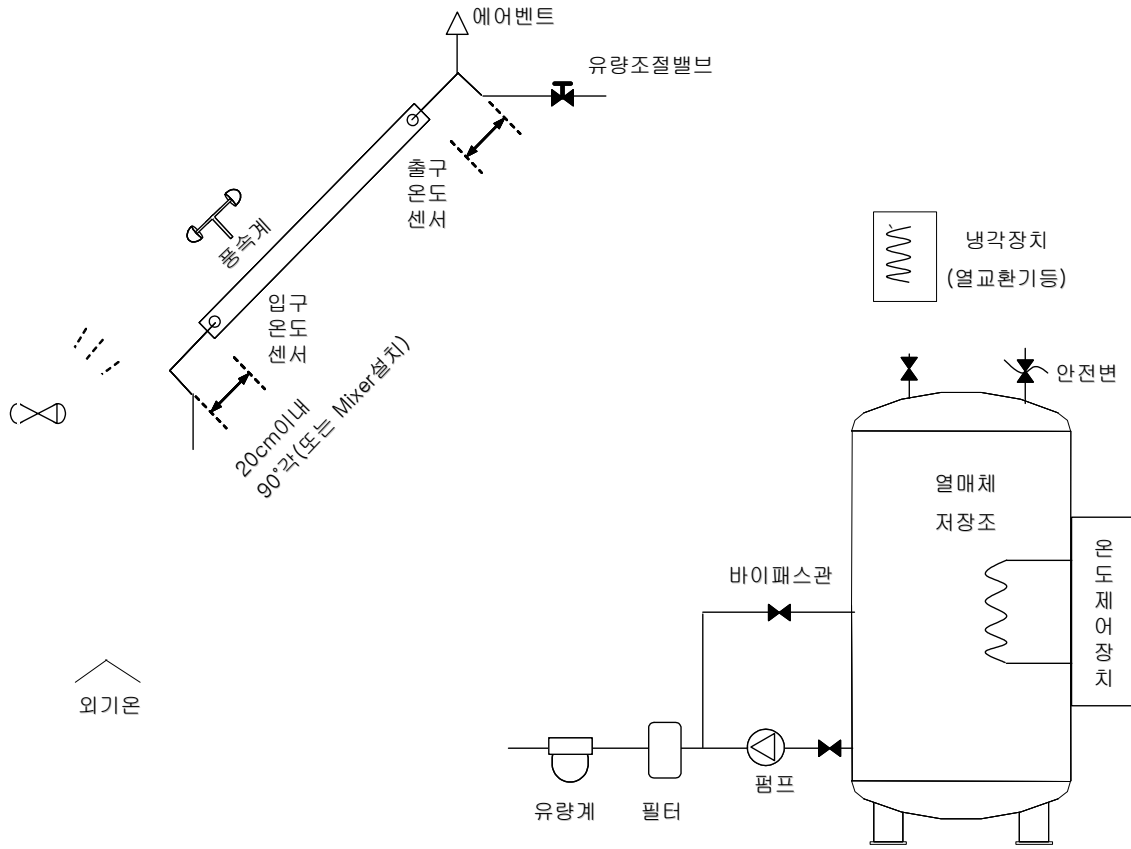 에어벤트
유량조절밸브
출구
온도
센서
풍속계
입구
온도
센서
20cm이내
90°각(또는 Mixer설치)
냉각장치
(열교환기등)
안전변
열매체
저장조
온도제어장치
바이패스관
외기온
펌프
유량계
필터